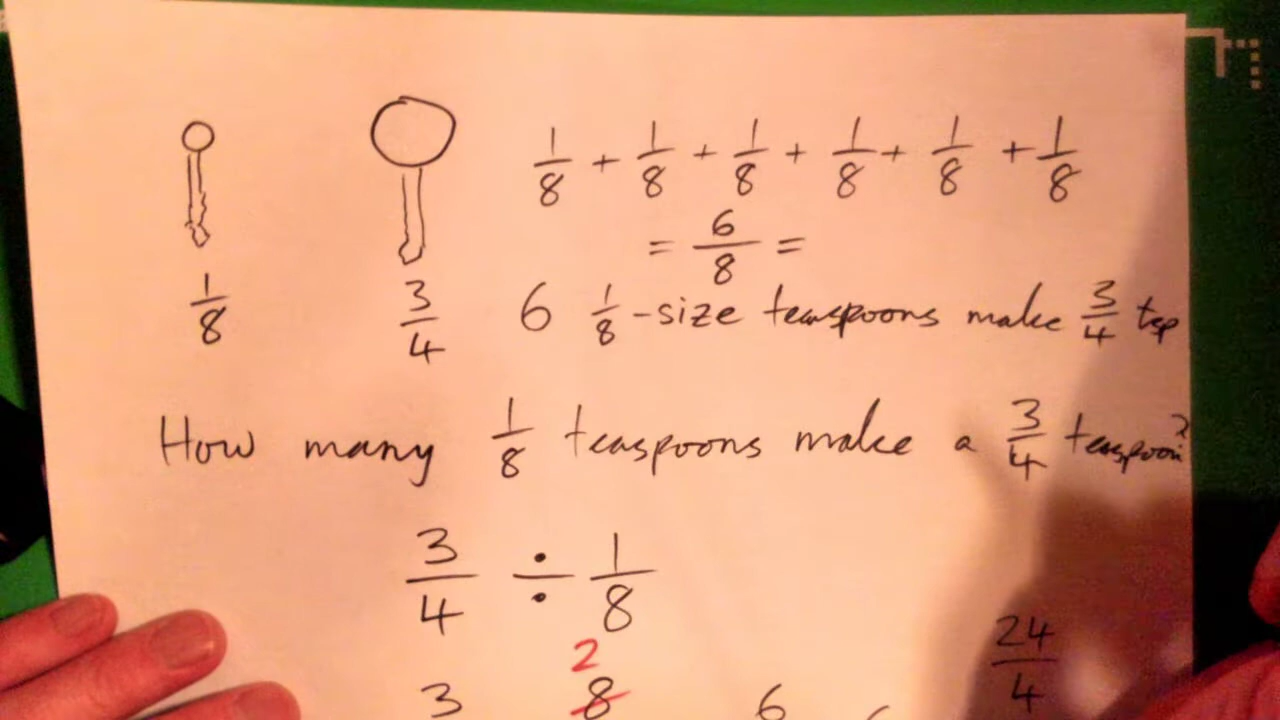 1/8 + 1/8 + 1/8 + 1/8 + 1/8 + 1/8
= 6/8 =
1/8 3/4 6 1/8-size teaspoons make 3/4 tsp
How many 1/8 teaspoons make a 3/4 teaspoon?
3/4 ÷ 1/8
24/4
2
3 8 6